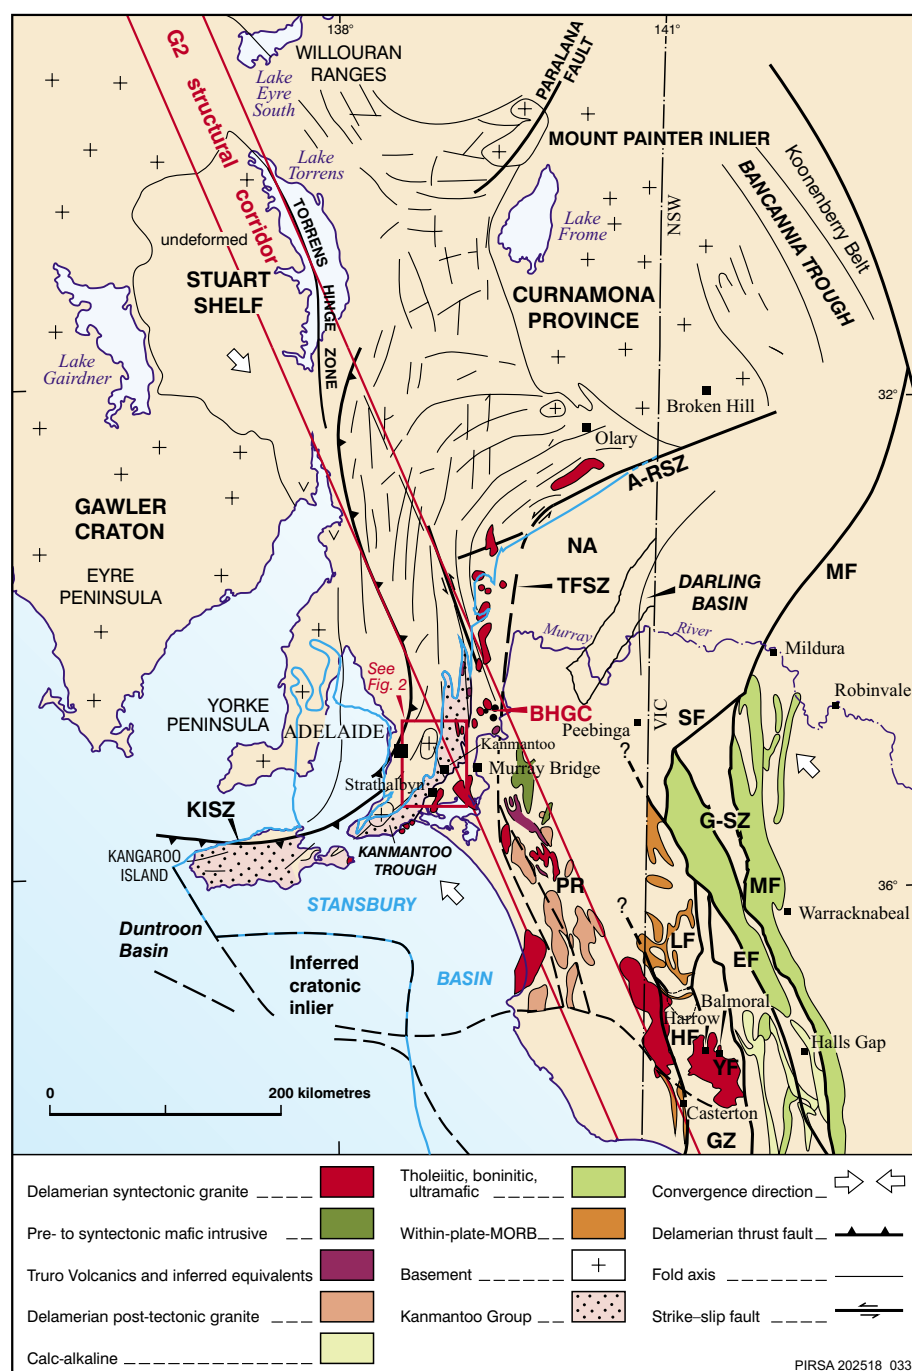 138°
141°
G2 structural corridor
WILLOURAN
RANGES
Lake
Eyre
South
PARALANA
FAULT
MOUNT PAINTER INLIER
Koonenberry Belt
BANCANNIA TROUGH
Lake
Torrens
TORRENS HINGE ZONE
undeformed
STUART
SHELF
Lake
Frome
NSW
CURNAMONA
PROVINCE
Lake
Gairdner
32°
Broken Hill
Olary
A-RSZ
GAWLER
CRATON
EYRE
PENINSULA
NA
TFSZ
DARLING
BASIN
MF
Murray
River
Mildura
See
Fig. 2
Robinvale
YORKE
PENINSULA
ADELAIDE
BHGC
Peebinga
VIC
SF
?
Kanmantoo
Murray Bridge
Strathalbyn
KISZ
G-SZ
KANGAROO
ISLAND
KANMANTOO
TROUGH
PR
MF
36°
STANSBURY
?
Warracknabeal
Duntroon
Basin
LF
EF
Inferred
cratonic
inlier
BASIN
Balmoral
Harrow
HF
YF
Halls Gap
0
200 kilometres
Casterton
GZ
Delamerian syntectonic granite
Tholeiitic, boninitic,
ultramafic
Convergence direction
Pre- to syntectonic mafic intrusive
Within-plate-MORB
Delamerian thrust fault
Truro Volcanics and inferred equivalents
Basement
Fold axis
Delamerian post-tectonic granite
Kanmantoo Group
Strike–slip fault
Calc-alkaline
PIRSA 202518_033